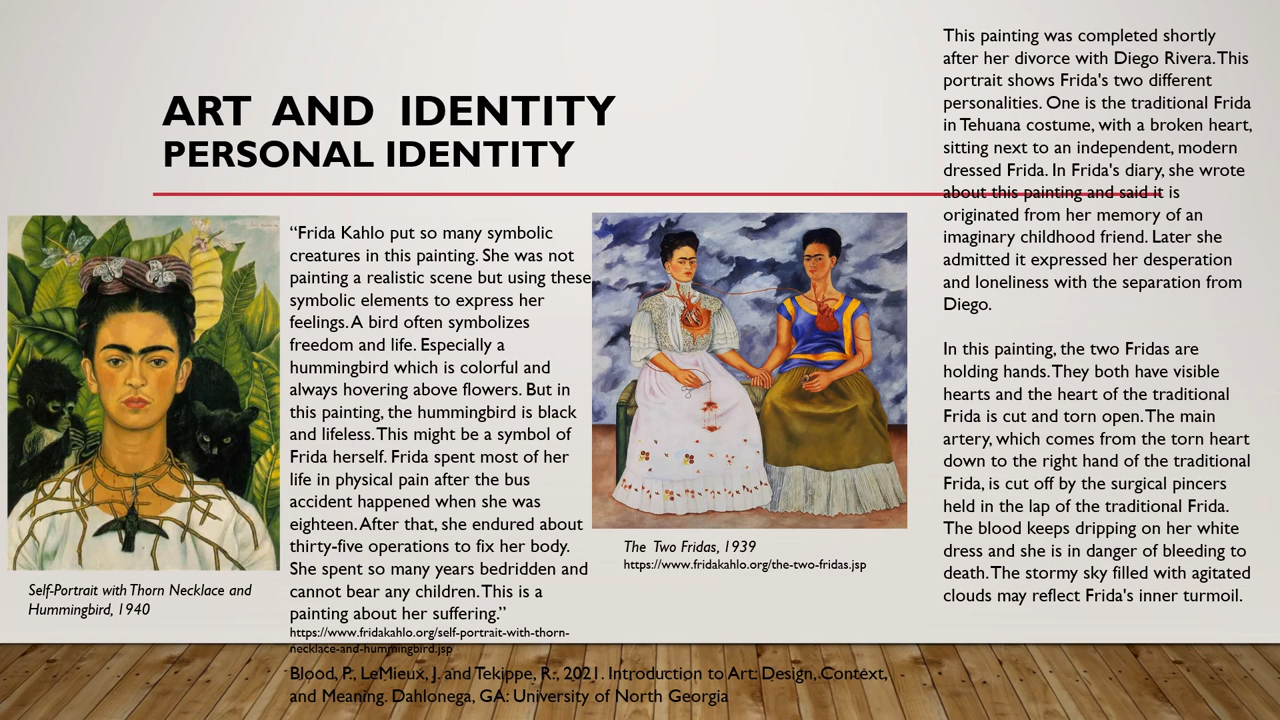 ART AND IDENTITY
PERSONAL IDENTITY
“Frida Kahlo put so many symbolic
creatures in this painting. She was not
painting a realistic scene but using these
symbolic elements to express her
feelings. A bird often symbolizes
freedom and life. Especially a
hummingbird which is colorful and
always hovering above flowers. But in
this painting, the hummingbird is black
and lifeless. This might be a symbol of
Frida herself. Frida spent most of her
life in physical pain after the bus
accident happened when she was
eighteen. After that, she endured about
thirty-five operations to fix her body.
She spent so many years bedridden and
cannot bear any children. This is a
painting about her suffering.”
https://www.fridakahlo.org/self-portrait-with-thorn-
necklace-and-hummingbird.jsp
Self-Portrait with Thorn Necklace and
Hummingbird, 1940
The Two Fridas, 1939
https://www.fridakahlo.org/the-two-fridas.jsp
This painting was completed shortly
after her divorce with Diego Rivera. This
portrait shows Frida's two different
personalities. One is the traditional Frida
in Tehuana costume, with a broken heart,
sitting next to an independent, modern
dressed Frida. In Frida's diary, she wrote
about this painting and said it is
originated from her memory of an
imaginary childhood friend. Later she
admitted it expressed her desperation
and loneliness with the separation from
Diego.
In this painting, the two Fridas are
holding hands. They both have visible
hearts and the heart of the traditional
Frida is cut and torn open. The main
artery, which comes from the torn heart
down to the right hand of the traditional
Frida, is cut off by the surgical pincers
held in the lap of the traditional Frida.
The blood keeps dripping on her white
dress and she is in danger of bleeding to
death. The stormy sky filled with agitated
clouds may reflect Frida's inner turmoil.
Blood, P., LeMieux, J. and Tekippe, R., 2021. Introduction to Art: Design, Context,
and Meaning. Dahlonega, GA: University of North Georgia